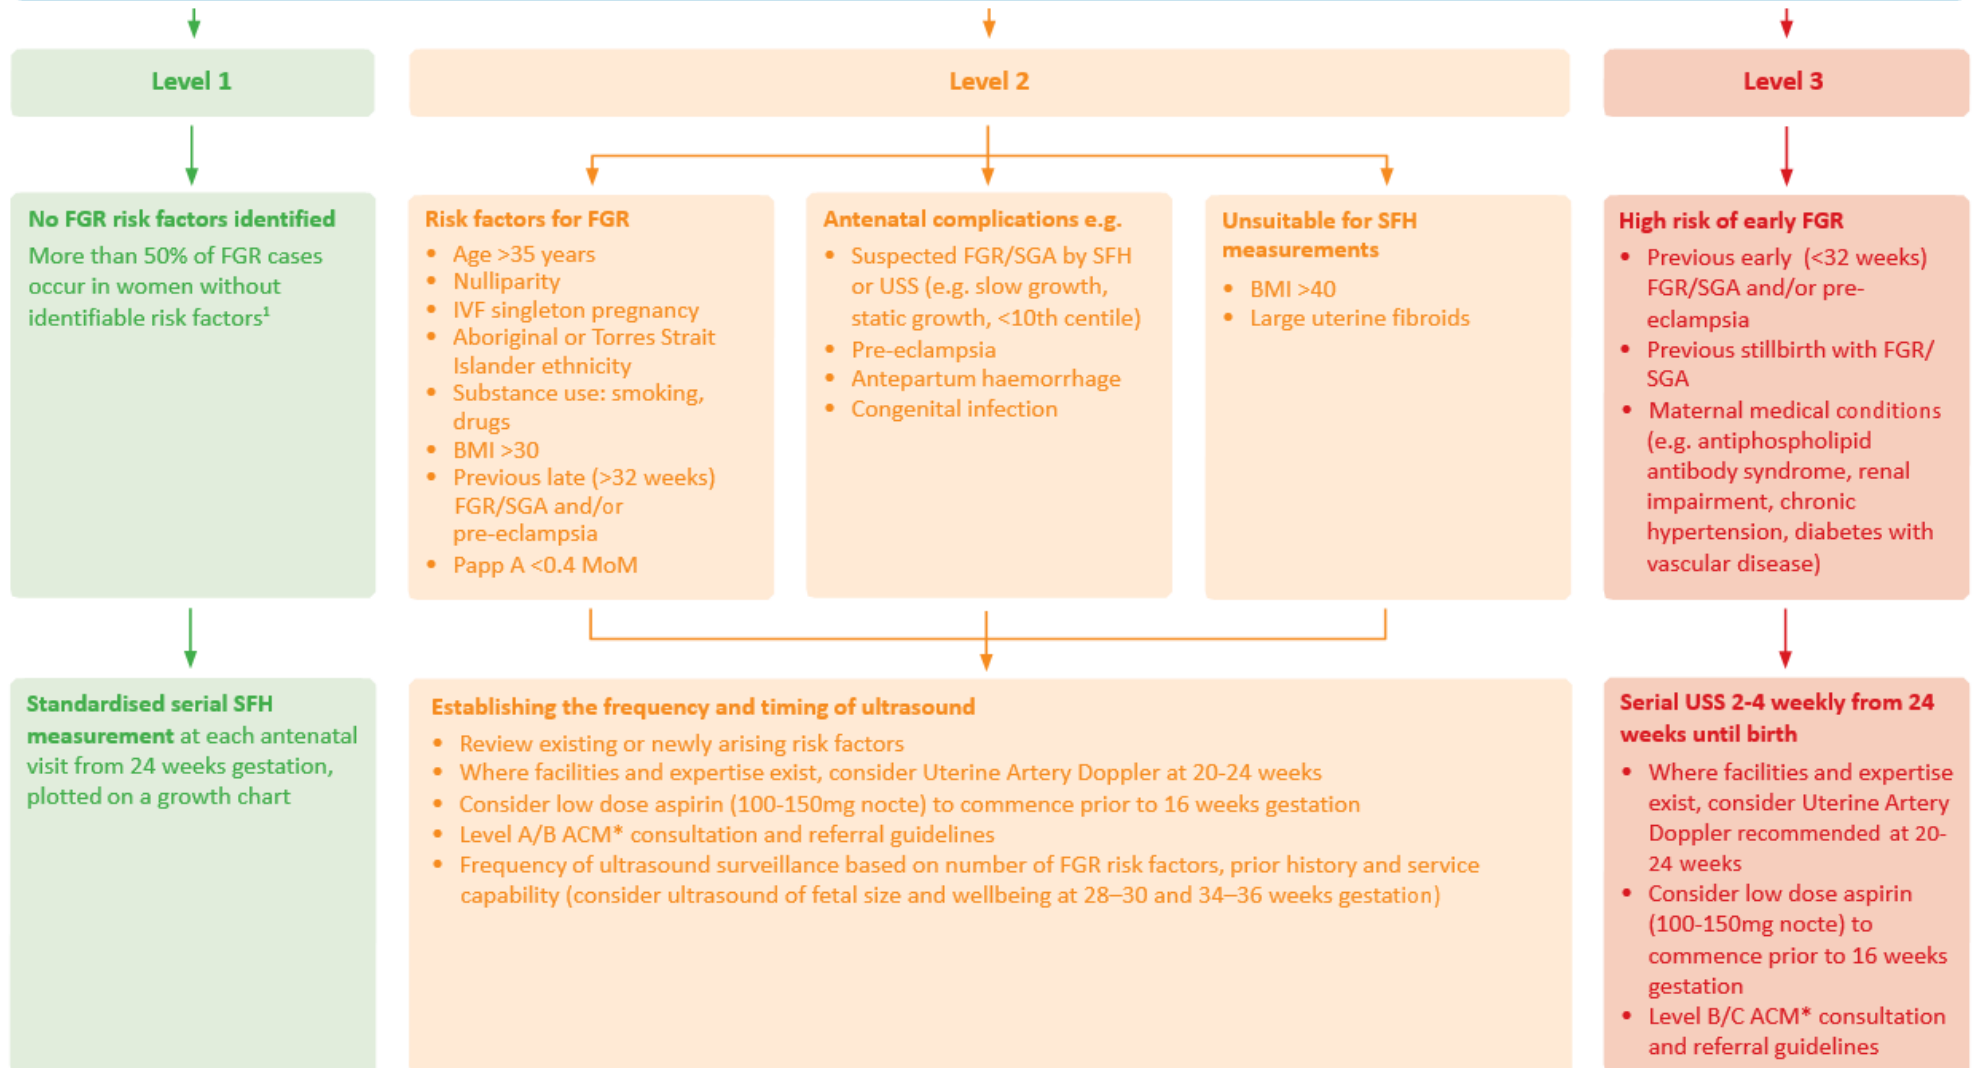 Level 1
Level 2
Level 3
No FGR risk factors identified
More than 50% of FGR cases
occur in women without
identifiable risk factors¹
Risk factors for FGR
• Age >35 years
• Nulliparity
• IVF singleton pregnancy
• Aboriginal or Torres Strait
Islander ethnicity
• Substance use: smoking,
drugs
• BMI >30
• Previous late (>32 weeks)
FGR/SGA and/or
pre-eclampsia
• Papp A <0.4 MoM
Antenatal complications e.g.
• Suspected FGR/SGA by SFH
or USS (e.g. slow growth,
static growth, <10th centile)
• Pre-eclampsia
• Antepartum haemorrhage
• Congenital infection
Unsuitable for SFH
measurements
• BMI >40
• Large uterine fibroids
High risk of early FGR
• Previous early (<32 weeks)
FGR/SGA and/or pre-
eclampsia
• Previous stillbirth with FGR/
SGA
• Maternal medical conditions
(e.g. antiphospholipid
antibody syndrome, renal
impairment, chronic
hypertension, diabetes with
vascular disease)
Standardised serial SFH
measurement at each antenatal
visit from 24 weeks gestation,
plotted on a growth chart
Establishing the frequency and timing of ultrasound
• Review existing or newly arising risk factors
• Where facilities and expertise exist, consider Uterine Artery Doppler at 20-24 weeks
• Consider low dose aspirin (100-150mg nocte) to commence prior to 16 weeks gestation
• Level A/B ACM* consultation and referral guidelines
• Frequency of ultrasound surveillance based on number of FGR risk factors, prior history and service
capability (consider ultrasound of fetal size and wellbeing at 28–30 and 34–36 weeks gestation)
Serial USS 2-4 weekly from 24
weeks until birth
• Where facilities and expertise
exist, consider Uterine Artery
Doppler recommended at 20-
24 weeks
• Consider low dose aspirin
(100-150mg nocte) to
commence prior to 16 weeks
gestation
• Level B/C ACM* consultation
and referral guidelines